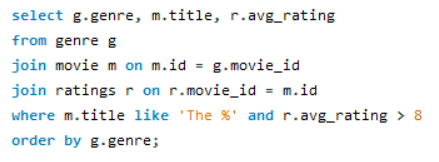 select g.genre, m.title, r.avg_rating
from genre g
join movie m on m.id = g.movie_id
join ratings r on r.movie_id = m.id
where m.title like 'The %' and r.avg_rating > 8
order by g.genre;